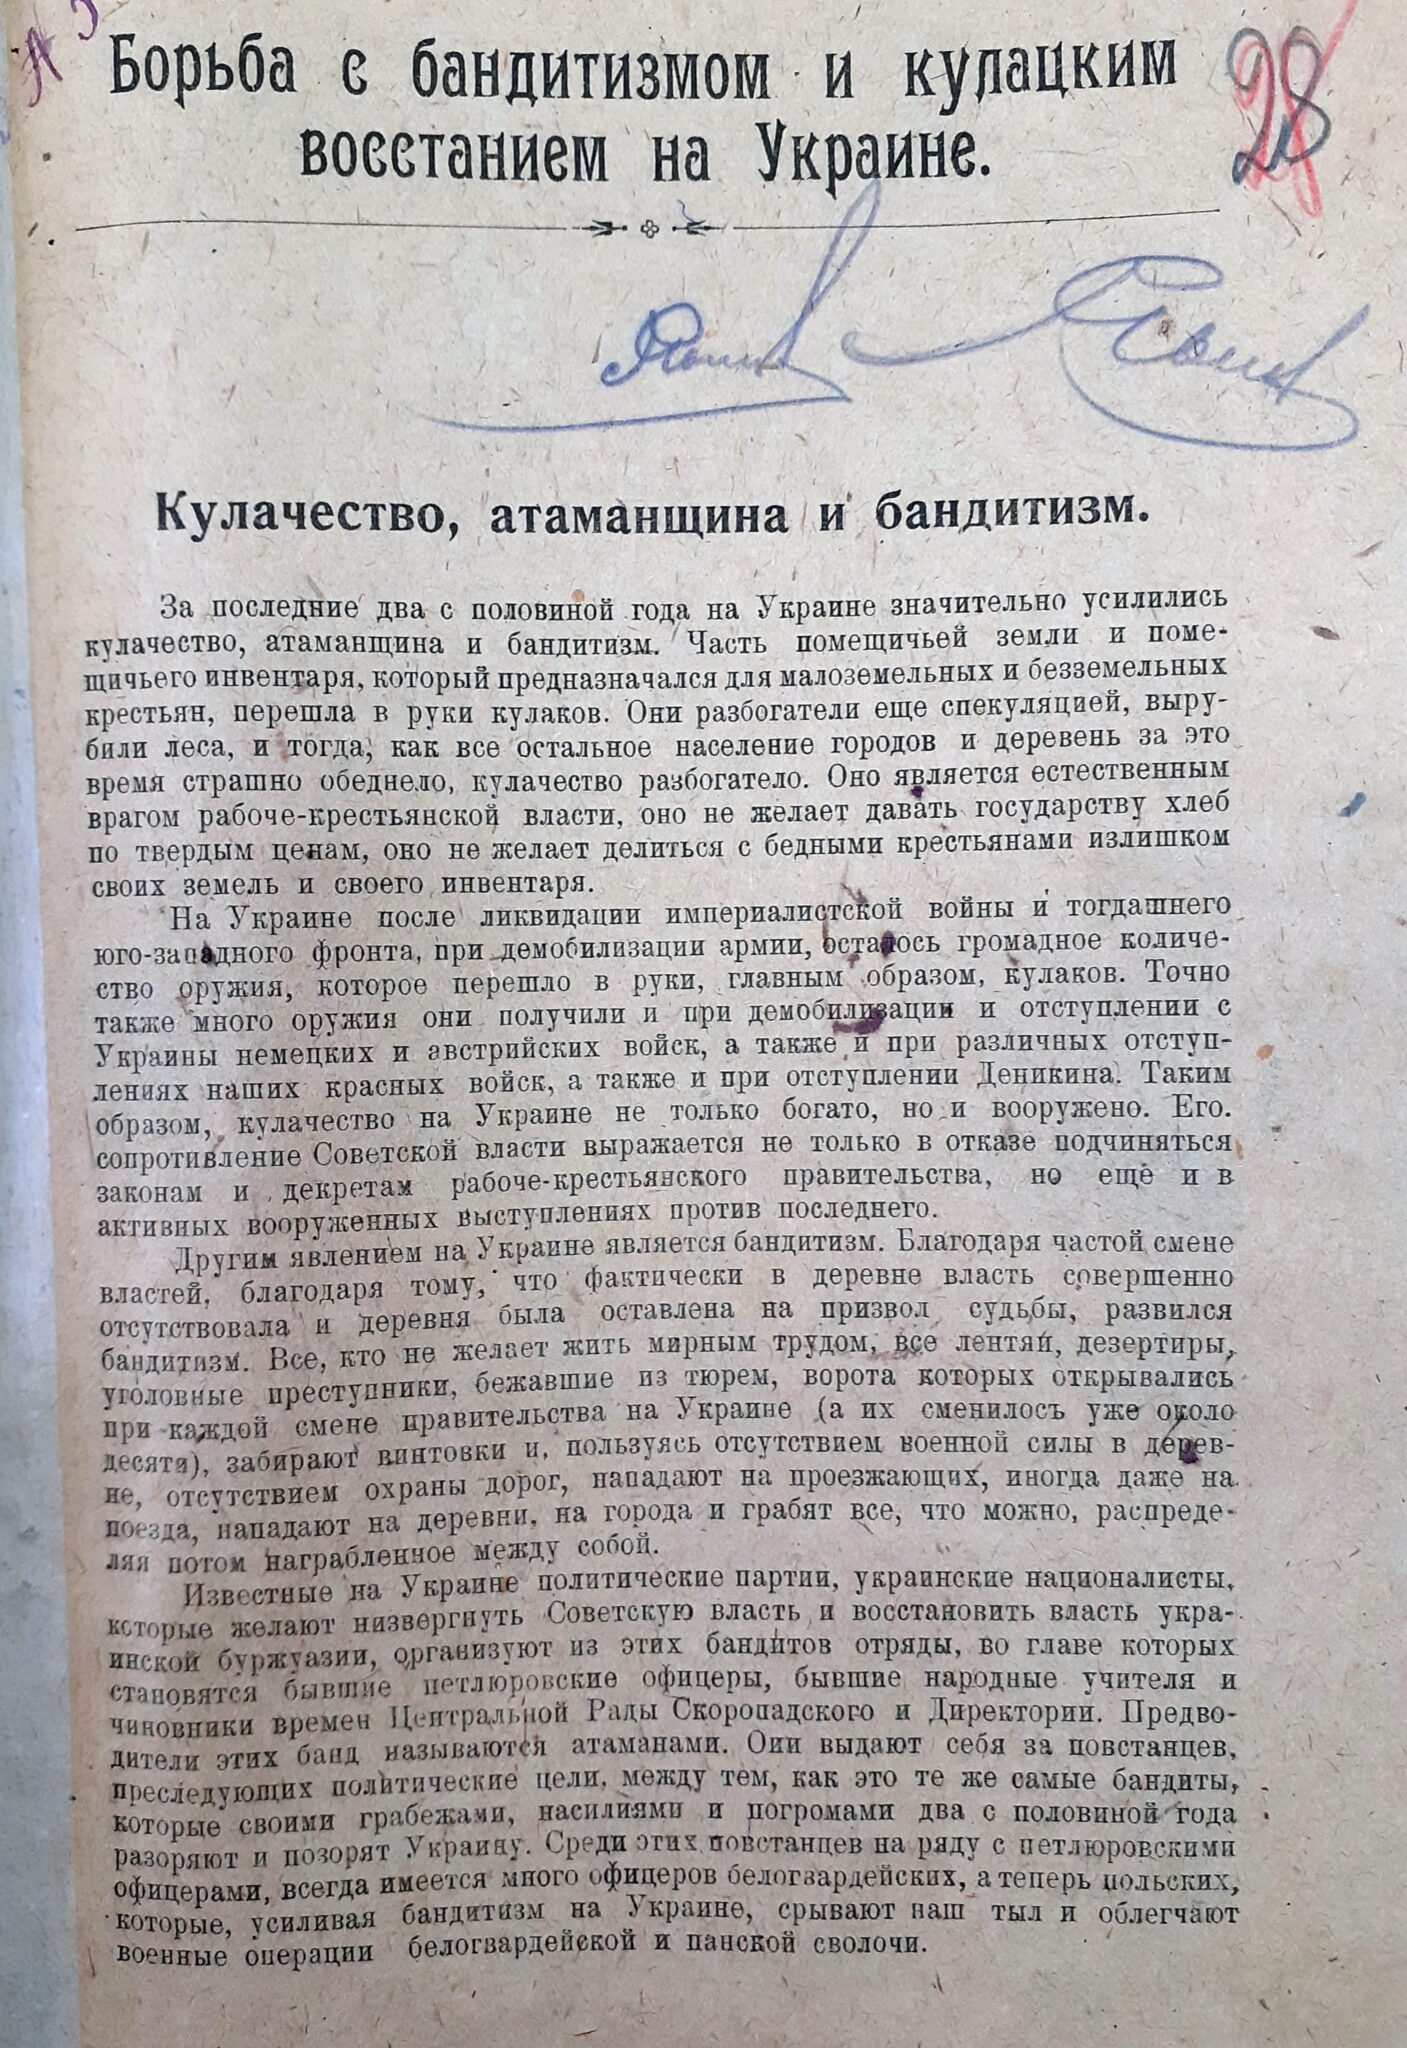 28
Борьба с бандитизмом и кулацким
восстанием на Украине.
Кулачество, атаманщина и бандитизм.
За последние два с половиной года на Украине значительно усилились
кулачество, атаманщина и бандитизм. Часть помещичьей земли и поме-
щичьего инвентаря, который предназначался для малоземельных и безземельных
крестьян, перешла в руки кулаков. Они разбогатели еще спекуляцией, выру-
били леса, и тогда, как все остальное население городов и деревень за это
время страшно обеднело, кулачество разбогатело. Оно является естественным
врагом рабоче-крестьянской власти, оно не желает давать государству хлеб
по твердым ценам, оно не желает делиться с бедными крестьянами излишком
своих земель и своего инвентаря.
На Украине после ликвидации империалистской войны и тогдашнего
юго-западного фронта, при демобилизации армии, осталось громадное количе-
ство оружия, которое перешло в руки, главным образом, кулаков. Точно
также много оружия они получили и при демобилизации и отступлении с
Украины немецких и австрийских войск, а также и при различных отступ-
лениях наших красных войск, а также и при отступлении Деникина. Таким
образом, кулачество на Украине не только богато, но и вооружено. Его.
сопротивление Советской власти выражается не только в отказе подчиняться
законам и декретам рабоче-крестьянского правительства, но ещё и в
активных вооруженных выступлениях против последнего.
Другим явлением на Украине является бандитизм. Благодаря частой смене
властей, благодаря тому, что фактически в деревне власть совершенно
отсутствовала и деревня была оставлена на призвол судьбы, развился
бандитизм. Все, кто не желает жить мирным трудом, все лентяи, дезертиры,
уголовные преступники, бежавшие из тюрем, ворота которых открывались
при каждой смене правительства на Украине (а их сменилось уже около
десяти), забирают винтовки и, пользуясь отсутствием военной силы в дерев-
не, отсутствием охраны дорог, нападают на проезжающих, иногда даже на
поезда, нападают на деревни, на города и грабят все, что можно, распреде-
ляя потом награбленное между собой.
Известные на Украине политические партии, украинские националисты,
которые желают низвергнуть Советскую власть и восстановить власть укра-
инской буржуазии, организуют из этих бандитов отряды, во главе которых
становятся бывшие петлюровские офицеры, бывшие народные учителя и
чиновники времен Центральной Рады Скоропадского и Директории. Предво-
дители этих банд называются атаманами. Они выдают себя за повстанцев,
преследующих политические цели, между тем, как это те же самые бандиты,
которые своими грабежами, насилиями и погромами два с половиной года
разоряют и позорят Украину. Среди этих повстанцев на ряду с петлюровскими
офицерами, всегда имеется много офицеров белогвардейских, а теперь польских,
которые, усиливая бандитизм на Украине, срывают наш тыл и облегчают
военные операции белогвардейской и панской сволочи.